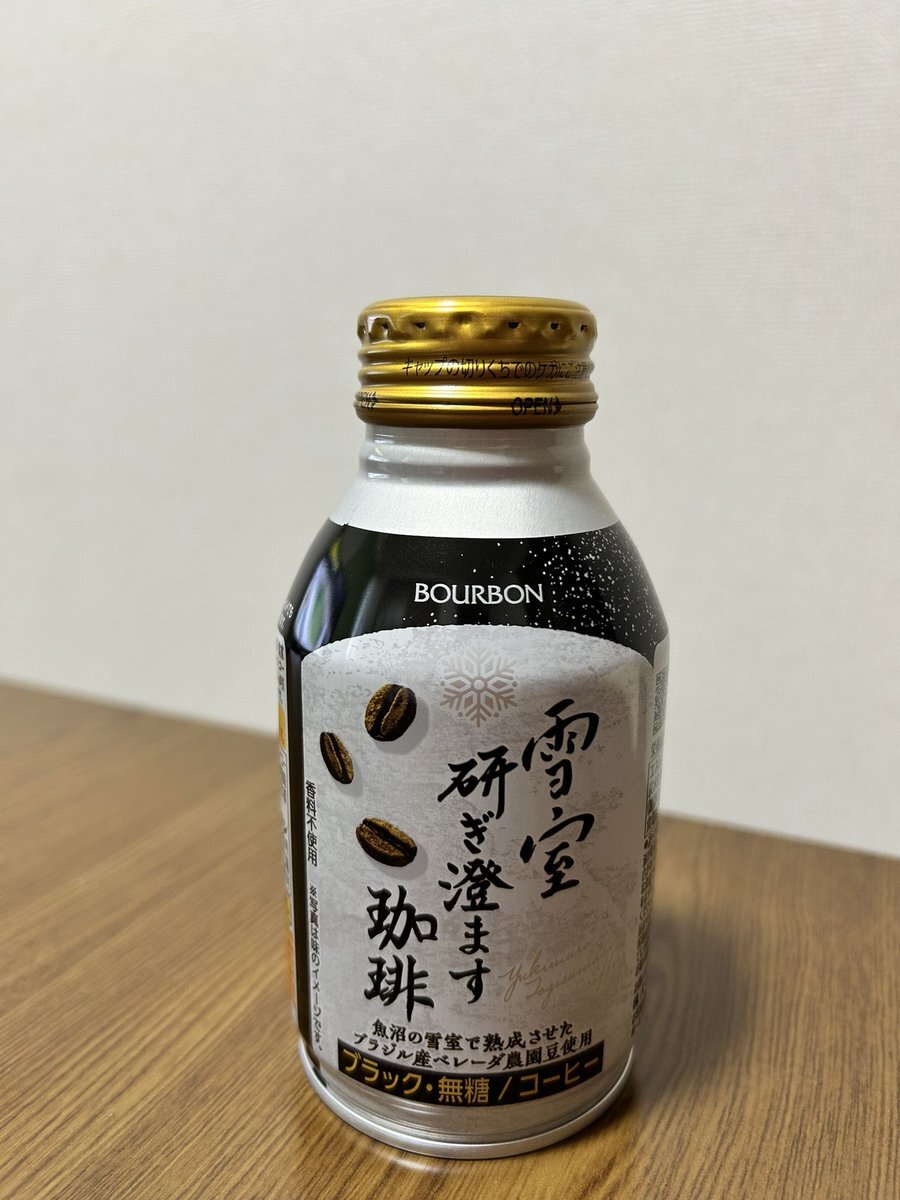 キャップの切りくちでのケガに
OPEN
BOURBON
雪室
研ぎ澄ます
珈琲
香料不使用 ※写真は味のイメージです。
魚沼の雪室で熟成させた
ブラジル産ベレーダ農園豆使用
ブラック・無糖/コーヒー